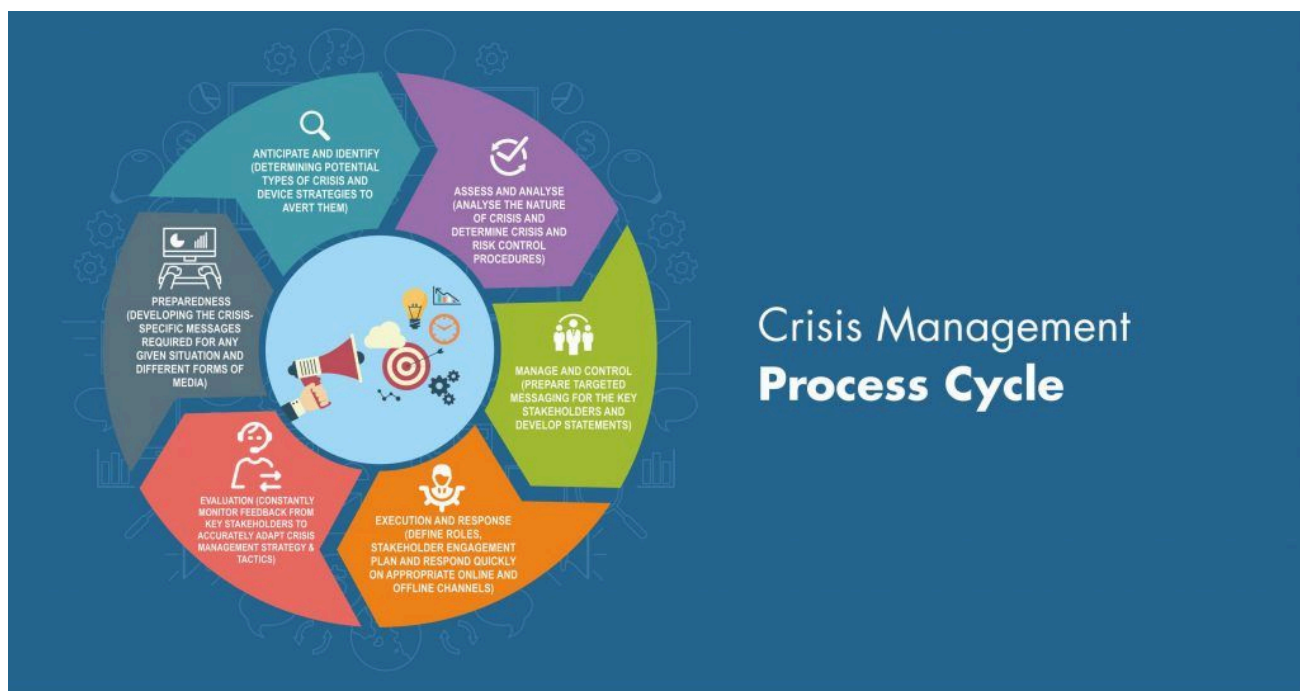 ANTICIPATE AND IDENTIFY
(DETERMINING POTENTIAL
TYPES OF CRISIS AND
DEVICE STRATEGIES TO
AVERT THEM)
ASSESS AND ANALYSE
(ANALYSE THE NATURE
OF CRISIS AND
DETERMINE CRISIS AND
RISK CONTROL
PROCEDURES)
MANAGE AND CONTROL
(PREPARE TARGETED
MESSAGING FOR THE KEY
STAKEHOLDERS AND
DEVELOP STATEMENTS)
EXECUTION AND RESPONSE
(DEFINE ROLES,
STAKEHOLDER ENGAGEMENT
PLAN AND RESPOND QUICKLY
ON APPROPRIATE ONLINE AND
OFFLINE CHANNELS)
EVALUATION (CONSTANTLY
MONITOR FEEDBACK FROM
KEY STAKEHOLDERS TO
ACCURATELY ADAPT CRISIS
MANAGEMENT STRATEGY &
TACTICS)
PREPAREDNESS
(DEVELOPING THE CRISIS-
SPECIFIC MESSAGES
REQUIRED FOR ANY
GIVEN SITUATION AND
DIFFERENT FORMS OF
MEDIA)
Crisis Management
Process Cycle